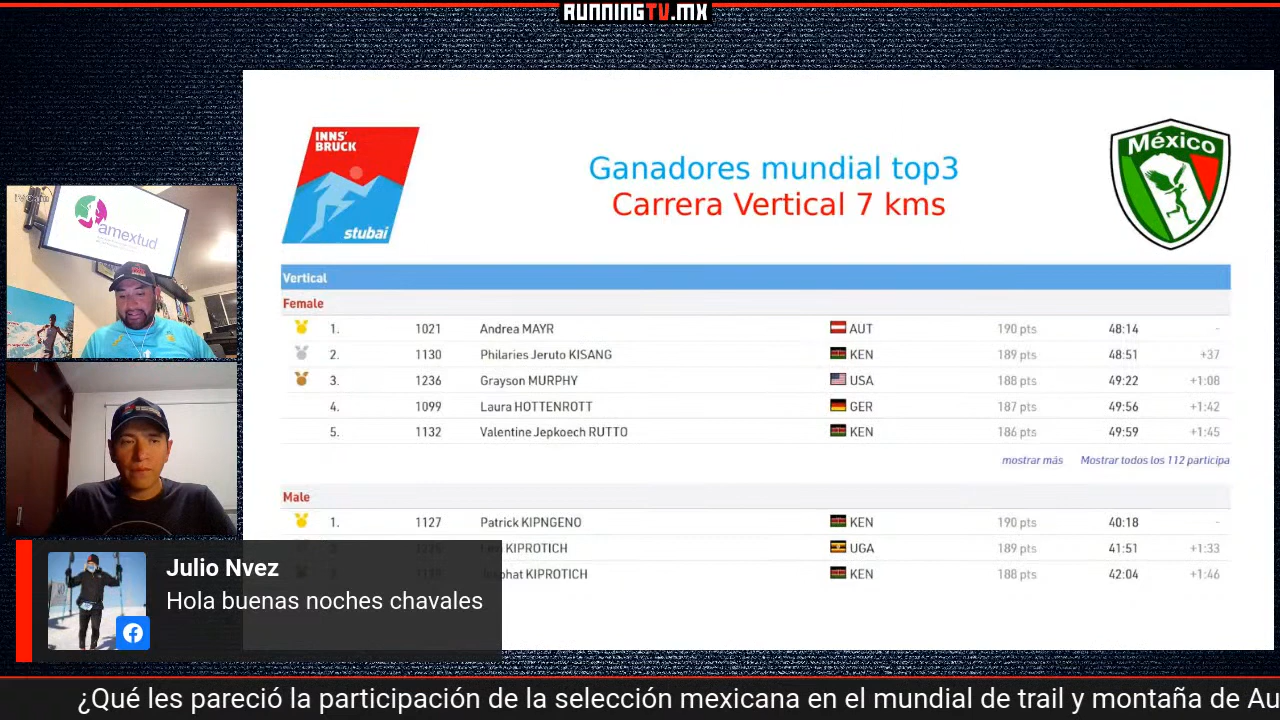 RUNNINGTV.MX
INNS'
BRUCK
stubai
Ganadores mundial top3
Carrera Vertical 7 kms
México
amextud
Vertical
Female
1. 1021 Andrea MAYR AUT 190 pts 48:14 -
2. 1130 Philaries Jeruto KISANG KEN 189 pts 48:51 +37
3. 1236 Grayson MURPHY USA 188 pts 49:22 +1:08
4. 1099 Laura HOTTENROTT GER 187 pts 49:56 +1:42
5. 1132 Valentine Jepkoech RUTTO KEN 186 pts 49:59 +1:45
mostrar más Mostrar todos los 112 participa
Male
1. 1127 Patrick KIPNGENO KEN 190 pts 40:18 -
KIPROTICH UGA 189 pts 41:51 +1:33
KIPROTICH KEN 188 pts 42:04 +1:46
Julio Nvez
Hola buenas noches chavales
¿Qué les pareció la participación de la selección mexicana en el mundial de trail y montaña de Au